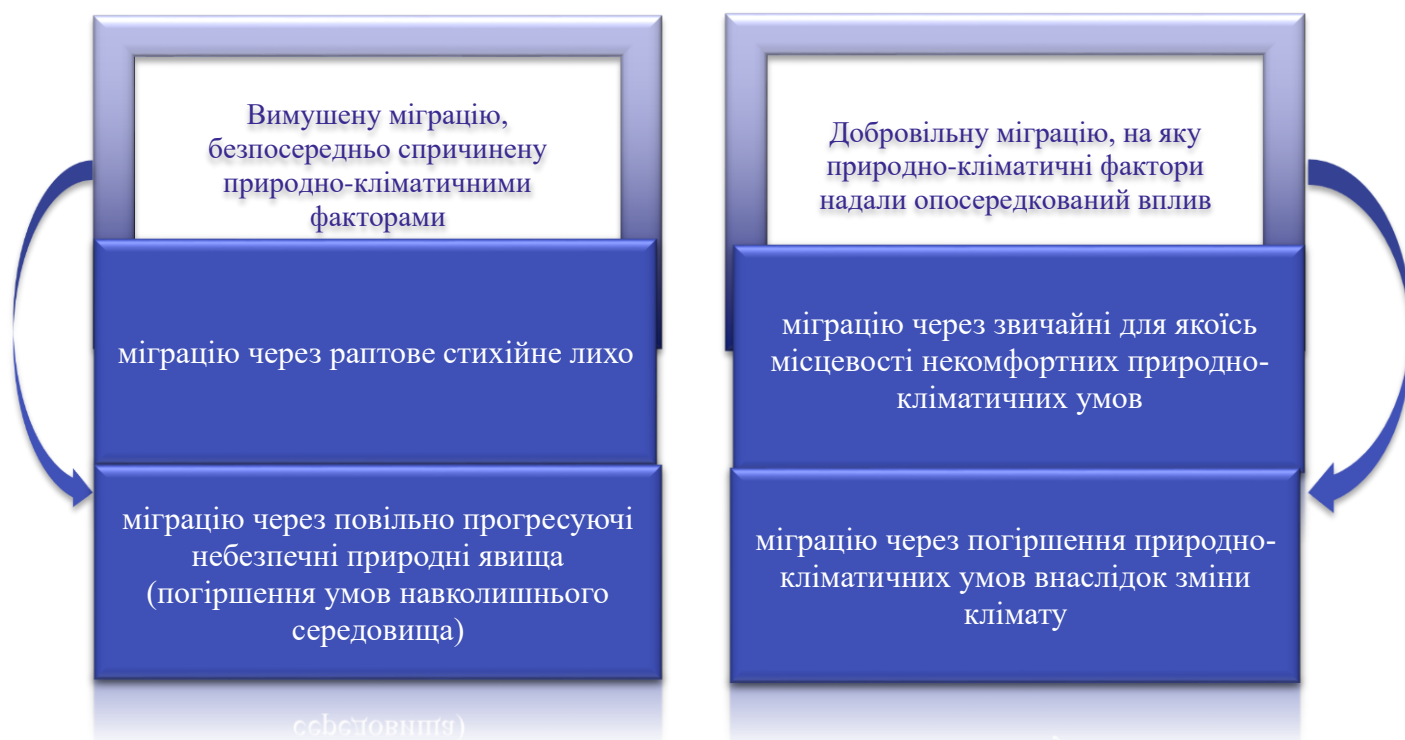 Вимушену міграцію,
безпосередньо спричинену
природно-кліматичними
факторами
міграцію через раптове стихійне лихо
міграцію через повільно прогресуючі
небезпечні природні явища
(погіршення умов навколишнього
середовища)
Добровільну міграцію, на яку
природно-кліматичні фактори
надали опосередкований вплив
міграцію через звичайні для якоїсь
місцевості некомфортних природно-
кліматичних умов
міграцію через погіршення природно-
кліматичних умов внаслідок зміни
клімату